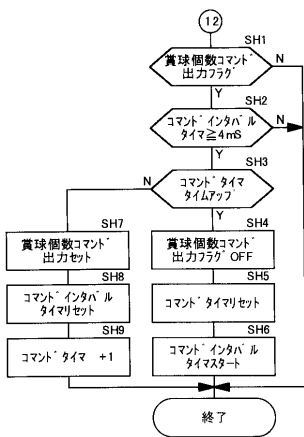 12
SH1
賞球個数コマンド
出力フラグ
N
Y
SH2
コマンドインタバル
タイマ≧4mS
N
Y
SH3
コマンドタイマ
タイムアップ
N
Y
SH7
賞球個数コマンド
出力セット
SH4
賞球個数コマンド
出力フラグOFF
SH8
コマンドインタバル
タイマリセット
SH5
コマンドタイマリセット
SH9
コマンドタイマ +1
SH6
コマンドインタバル
タイマスタート
終了